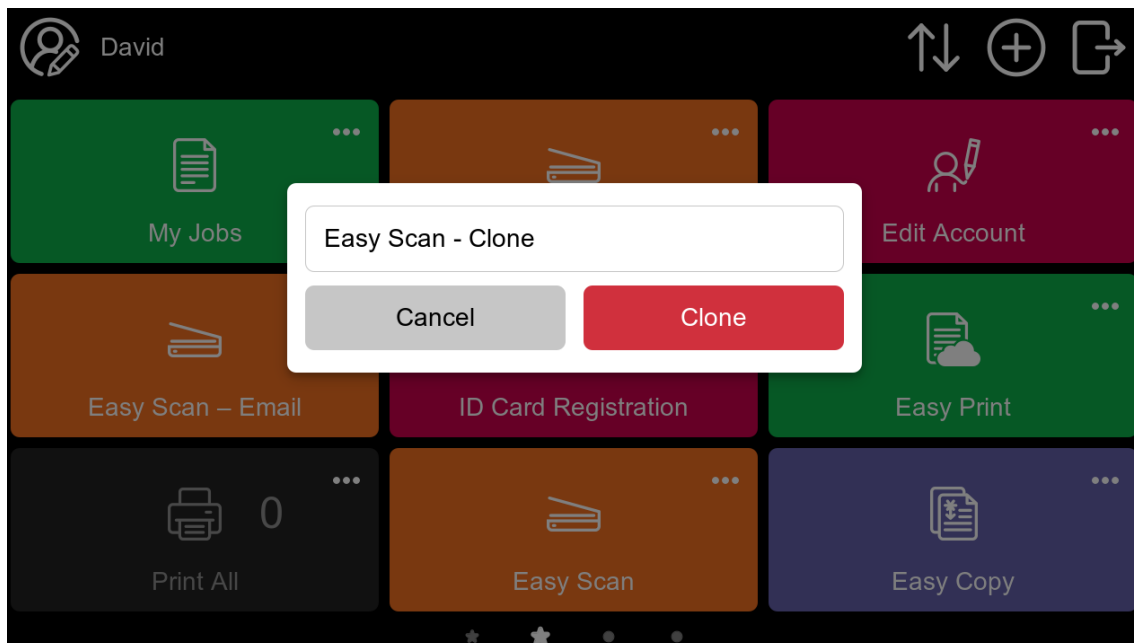 David
My Jobs
Edit Account
Easy Scan - Clone
Cancel
Clone
Easy Scan – Email
ID Card Registration
Easy Print
0
Print All
Easy Scan
Easy Copy